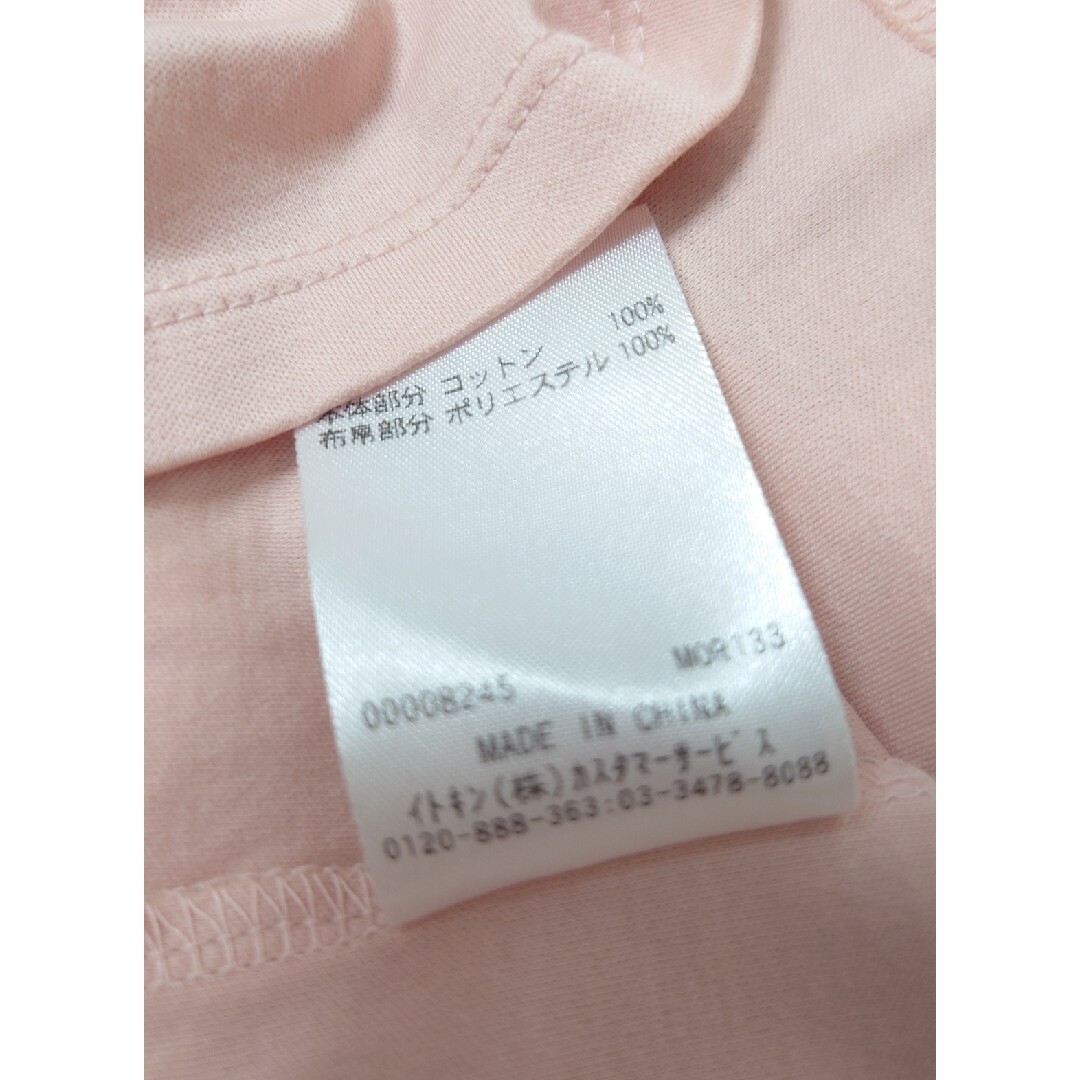 本体部分 コットン 100%
布帛部分 ポリエステル 100%
MOR133
00008245
MADE IN CHINA
イトキン(株)カスタマーサービス
0120-888-363:03-3478-8088